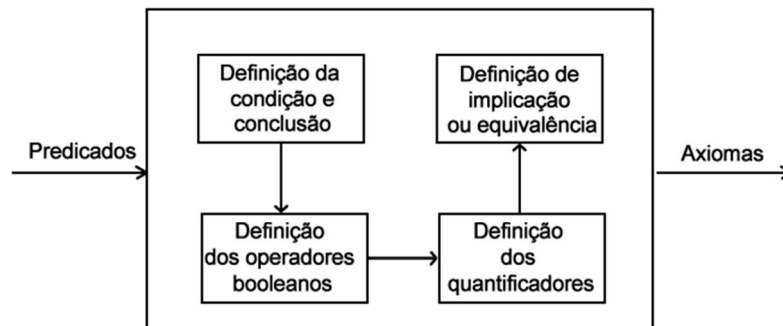 Predicados
Definição da
condição e
conclusão
Definição
dos operadores
booleanos
Definição
dos
quantificadores
Definição de
implicação
ou equivalência
Axiomas